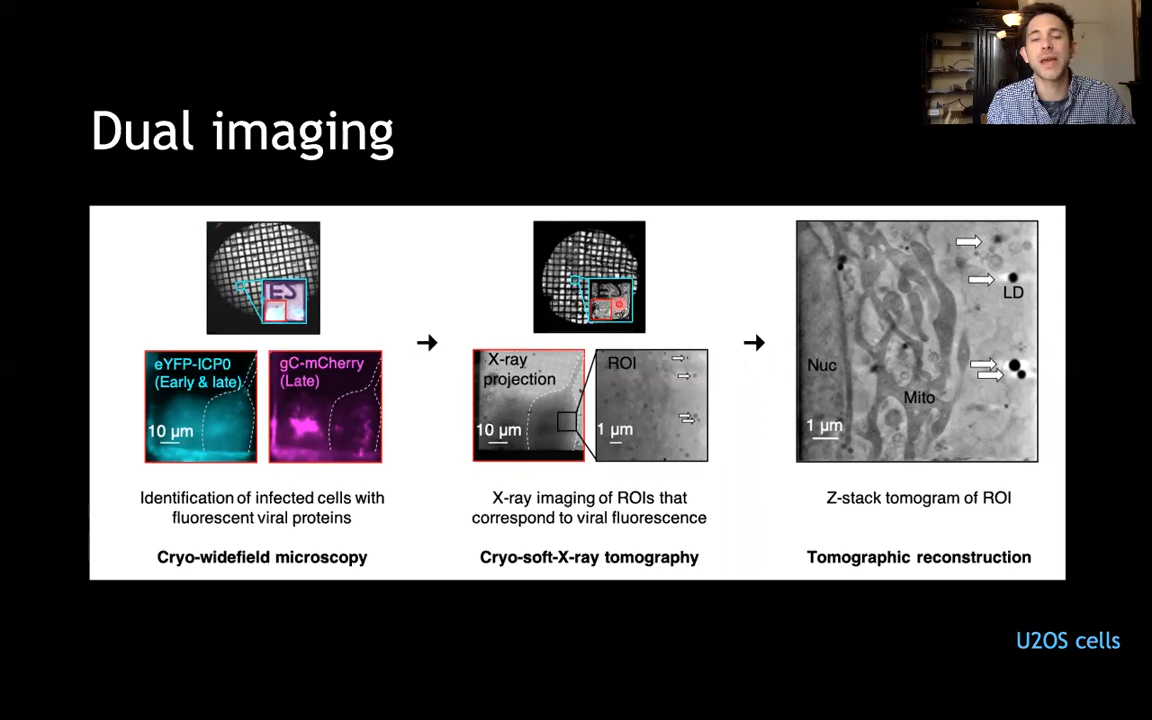 Dual imaging
ES
eYFP-ICP0
(Early & late)
10 µm
gC-mCherry
(Late)
ES
X-ray
projection
10 µm
ROI
1 µm
LD
Nuc
Mito
1 µm
Identification of infected cells with
fluorescent viral proteins
Cryo-widefield microscopy
X-ray imaging of ROIs that
correspond to viral fluorescence
Cryo-soft-X-ray tomography
Z-stack tomogram of ROI
Tomographic reconstruction
U2OS cells